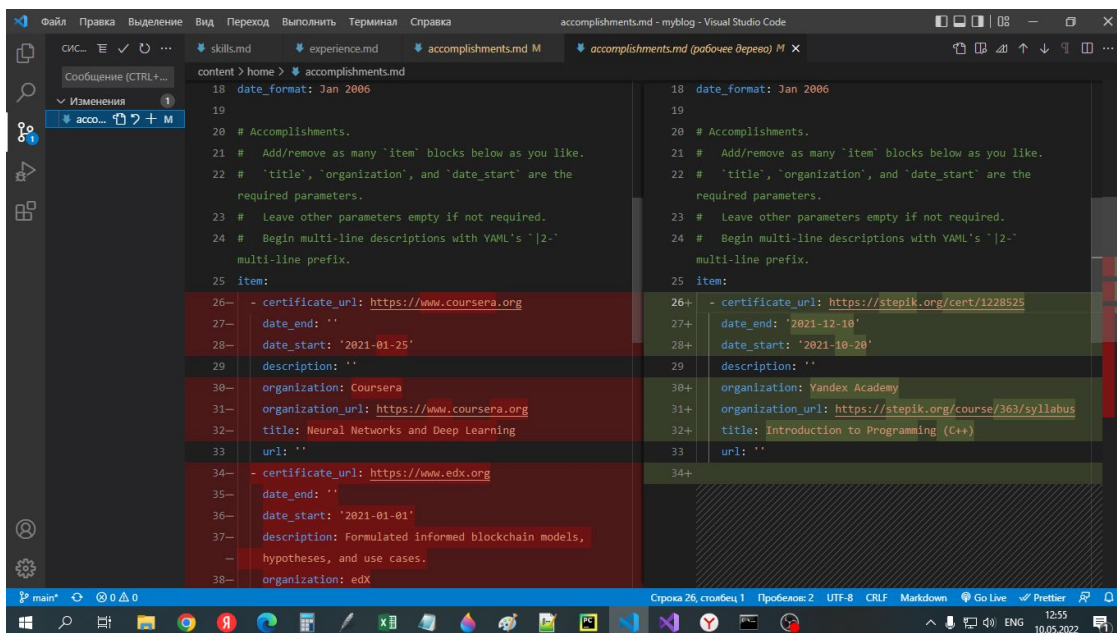 Файл Правка Выделение Вид Переход Выполнить Терминал Справка
accomplishments.md - myblog - Visual Studio Code
СИС...
Сообщение (CTRL+...
Изменения 1
acco... M
1
skills.md experience.md accomplishments.md M accomplishments.md (рабочее дерево) M
content > home > accomplishments.md
18 date_format: Jan 2006
19
20 # Accomplishments.
21 #   Add/remove as many `item` blocks below as you like.
22 #   `title`, `organization`, and `date_start` are the
required parameters.
23 #   Leave other parameters empty if not required.
24 #   Begin multi-line descriptions with YAML's `|2-`
multi-line prefix.
25 item:
26— - certificate_url: https://www.coursera.org
27— date_end: ''
28— date_start: '2021-01-25'
29 description: ''
30— organization: Coursera
31— organization_url: https://www.coursera.org
32— title: Neural Networks and Deep Learning
33 url: ''
34— - certificate_url: https://www.edx.org
35— date_end: ''
36— date_start: '2021-01-01'
37— description: Formulated informed blockchain models,
— hypotheses, and use cases.
38— organization: edX
18 date_format: Jan 2006
19
20 # Accomplishments.
21 #   Add/remove as many `item` blocks below as you like.
22 #   `title`, `organization`, and `date_start` are the
required parameters.
23 #   Leave other parameters empty if not required.
24 #   Begin multi-line descriptions with YAML's `|2-`
multi-line prefix.
25 item:
26+ - certificate_url: https://stepik.org/cert/1228525
27+ date_end: '2021-12-10'
28+ date_start: '2021-10-20'
29 description: ''
30+ organization: Yandex Academy
31+ organization_url: https://stepik.org/course/363/syllabus
32+ title: Introduction to Programming (C++)
33 url: ''
34+
main* 0 0 Строка 26, столбец 1 Пробелов: 2 UTF-8 CRLF Markdown Go Live Prettier
ENG 12:55
10.05.2022